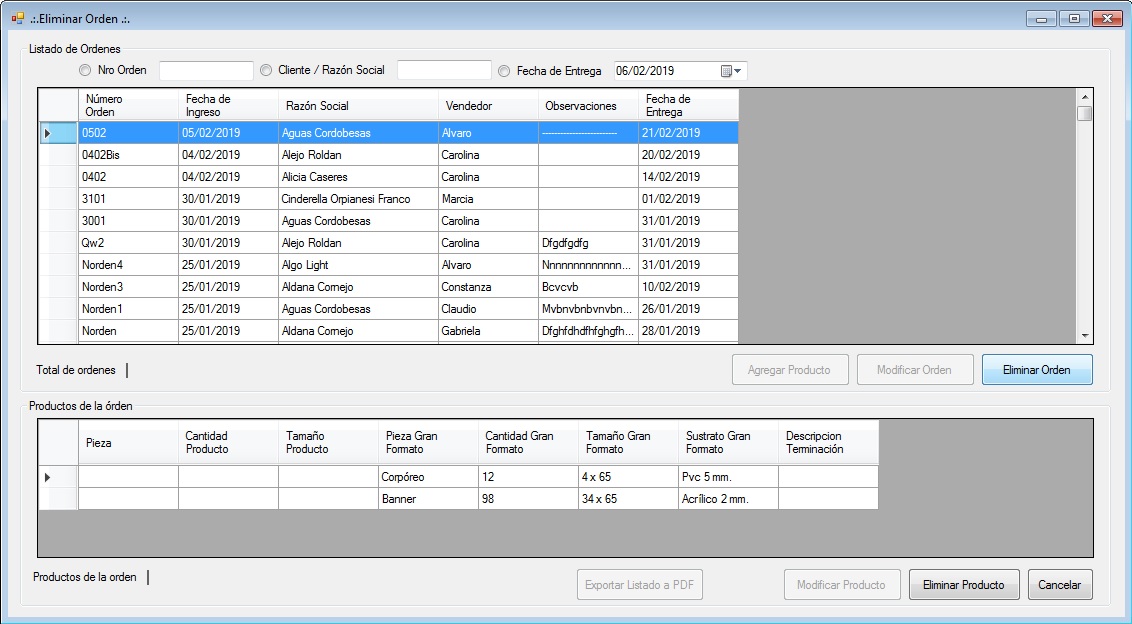 .:.Eliminar Orden .:.
Listado de Ordenes
Nro Orden Cliente / Razón Social Fecha de Entrega 06/02/2019
Número Orden Fecha de Ingreso Razón Social Vendedor Observaciones Fecha de Entrega
0502 05/02/2019 Aguas Cordobesas Alvaro ------------------------- 21/02/2019
0402Bis 04/02/2019 Alejo Roldan Carolina 20/02/2019
0402 04/02/2019 Alicia Caseres Carolina 14/02/2019
3101 30/01/2019 Cinderella Orpianesi Franco Marcia 01/02/2019
3001 30/01/2019 Aguas Cordobesas Carolina 31/01/2019
Qw2 30/01/2019 Alejo Roldan Carolina Dfgdfgdfg 31/01/2019
Norden4 25/01/2019 Algo Light Alvaro Nnnnnnnnnnnnn... 31/01/2019
Norden3 25/01/2019 Aldana Cornejo Constanza Bcvcvb 10/02/2019
Norden1 25/01/2019 Aguas Cordobesas Claudio Mvbnvbnbvnvbn... 26/01/2019
Norden 25/01/2019 Aldana Cornejo Gabriela Dfghfdhdfhfghgfh... 28/01/2019
Total de ordenes |
Agregar Producto Modificar Orden Eliminar Orden
Productos de la órden
Pieza Cantidad Producto Tamaño Producto Pieza Gran Formato Cantidad Gran Formato Tamaño Gran Formato Sustrato Gran Formato Descripcion Terminación
Corpóreo 12 4 x 65 Pvc 5 mm.
Banner 98 34 x 65 Acrílico 2 mm.
Productos de la orden |
Exportar Listado a PDF Modificar Producto Eliminar Producto Cancelar